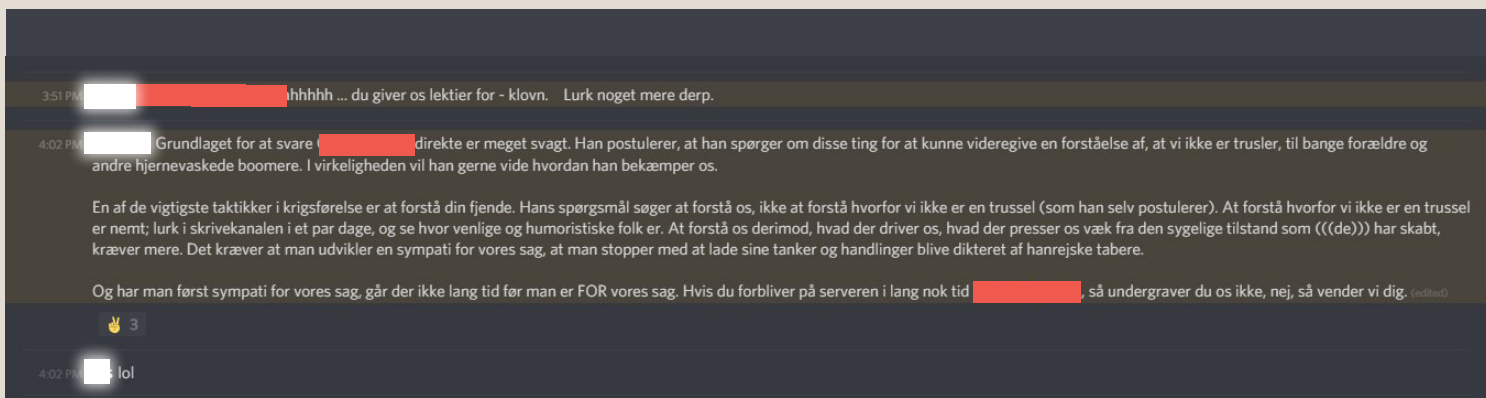 3:51 PM hhhhh ... du giver os lektier for - klovn. Lurk noget mere derp.
4:02 PM Grundlaget for at svare direkte er meget svagt. Han postulerer, at han spørger om disse ting for at kunne videregive en forståelse af, at vi ikke er trusler, til bange forældre og
andre hjernevaskede boomere. I virkeligheden vil han gerne vide hvordan han bekæmper os.
En af de vigtigste taktikker i krigsførelse er at forstå din fjende. Hans spørgsmål søger at forstå os, ikke at forstå hvorfor vi ikke er en trussel (som han selv postulerer). At forstå hvorfor vi ikke er en trussel
er nemt; lurk i skrivekanalen i et par dage, og se hvor venlige og humoristiske folk er. At forstå os derimod, hvad der driver os, hvad der presser os væk fra den sygelige tilstand som (((de))) har skabt,
kræver mere. Det kræver at man udvikler en sympati for vores sag, at man stopper med at lade sine tanker og handlinger blive dikteret af hanrejske tabere.
Og har man først sympati for vores sag, går der ikke lang tid før man er FOR vores sag. Hvis du forbliver på serveren i lang nok tid , så undergraver du os ikke, nej, så vender vi dig. (edited)
3
4:02 PM lol